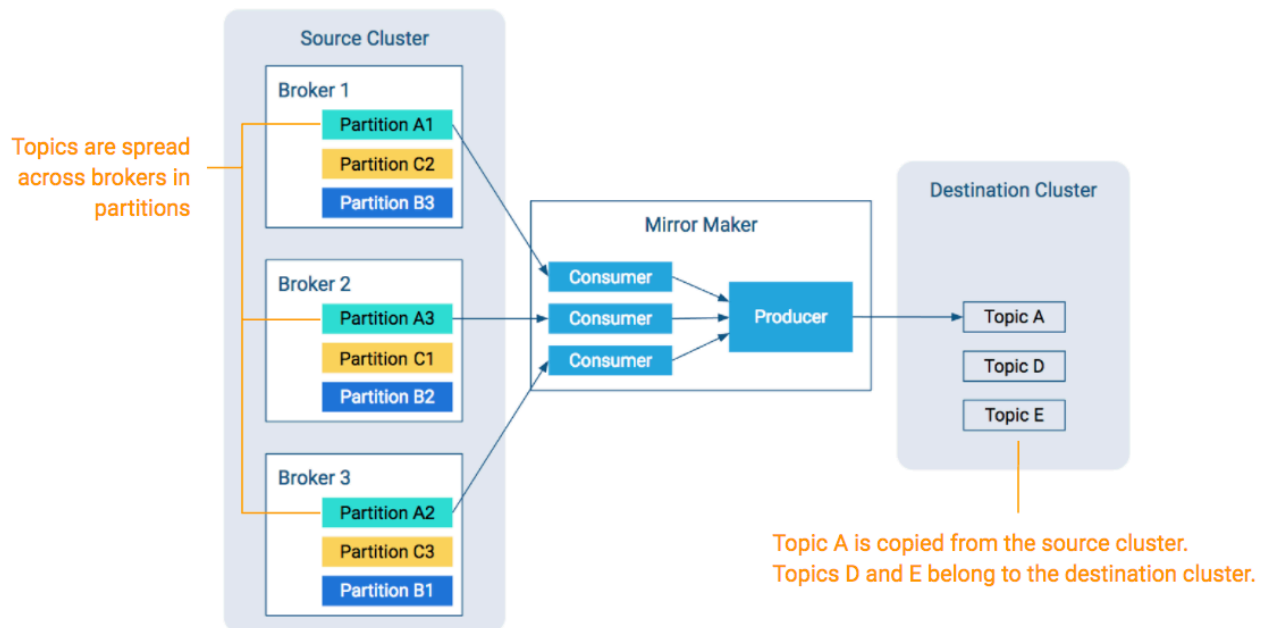 Source Cluster
Broker 1
Partition A1
Partition C2
Partition B3
Topics are spread
across brokers in
partitions
Broker 2
Partition A3
Partition C1
Partition B2
Broker 3
Partition A2
Partition C3
Partition B1
Mirror Maker
Consumer
Consumer
Consumer
Producer
Destination Cluster
Topic A
Topic D
Topic E
Topic A is copied from the source cluster.
Topics D and E belong to the destination cluster.